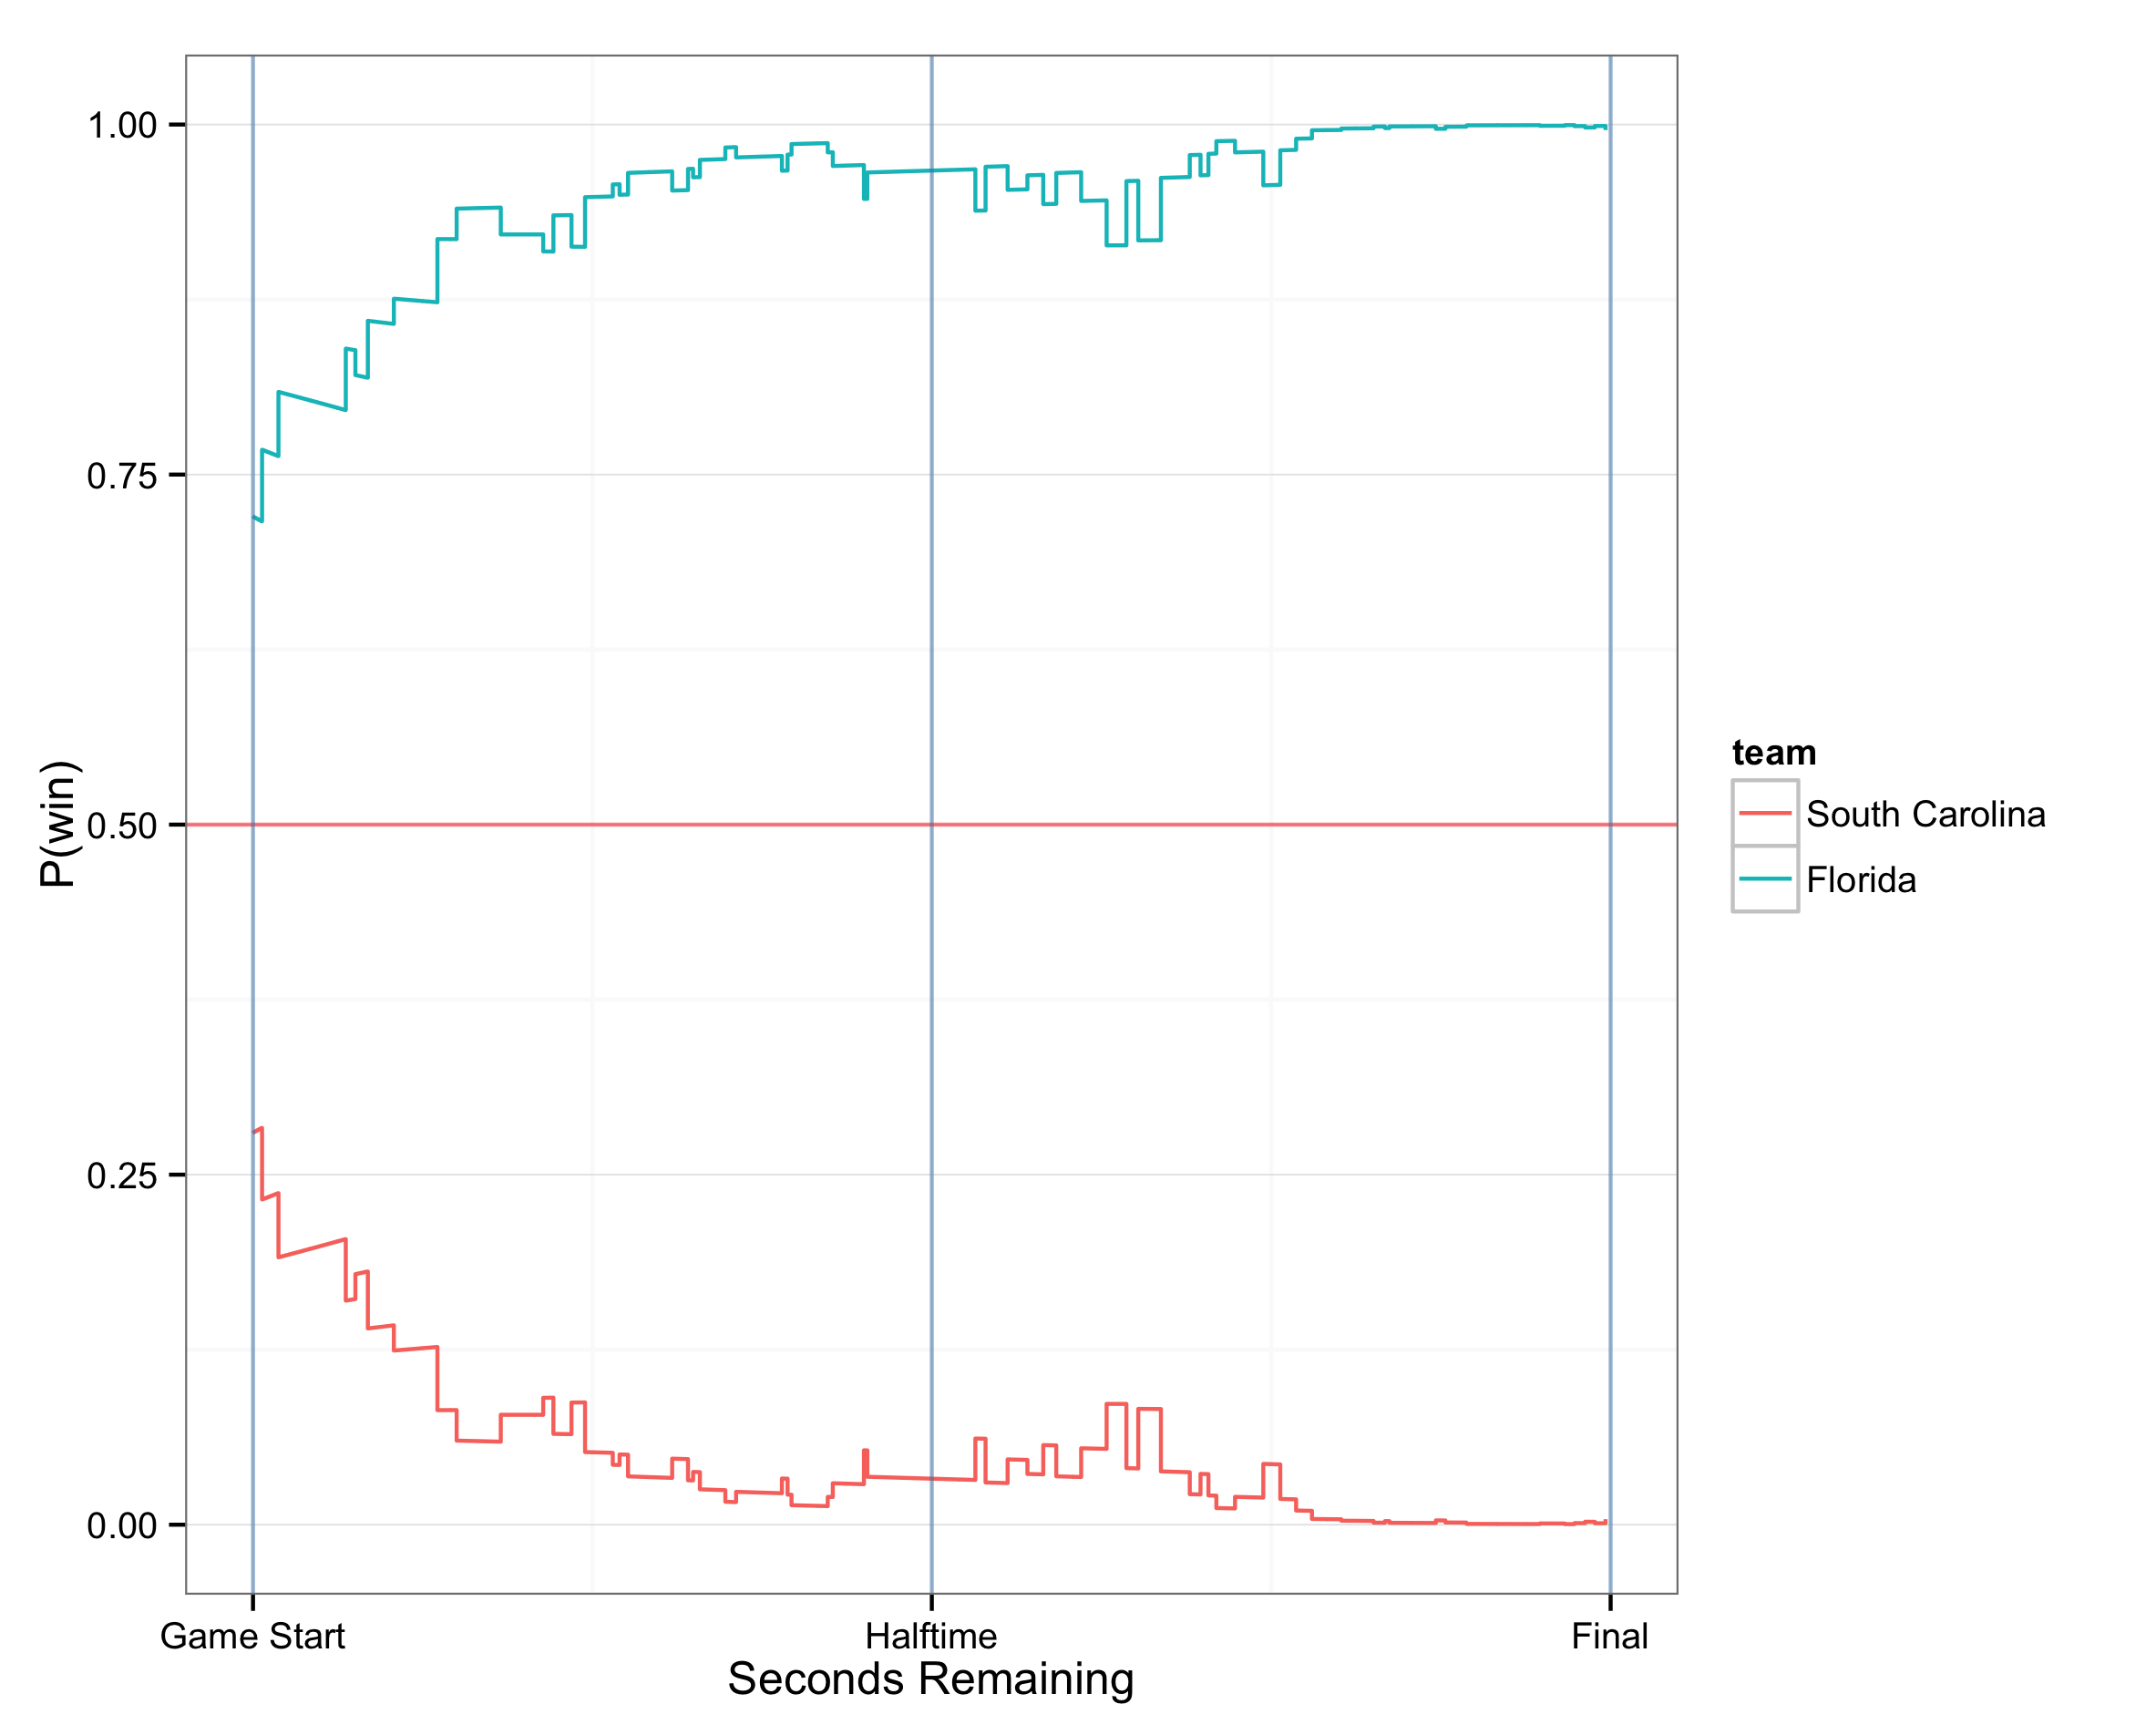 1.00
0.75
0.50
0.25
0.00
P(win)
Game Start
Halftime
Final
Seconds Remaining
team
South Carolina
Florida